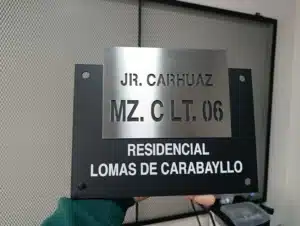 JR. CARHUAZ
MZ. C LT. 06
RESIDENCIAL
LOMAS DE CARABAYLLO